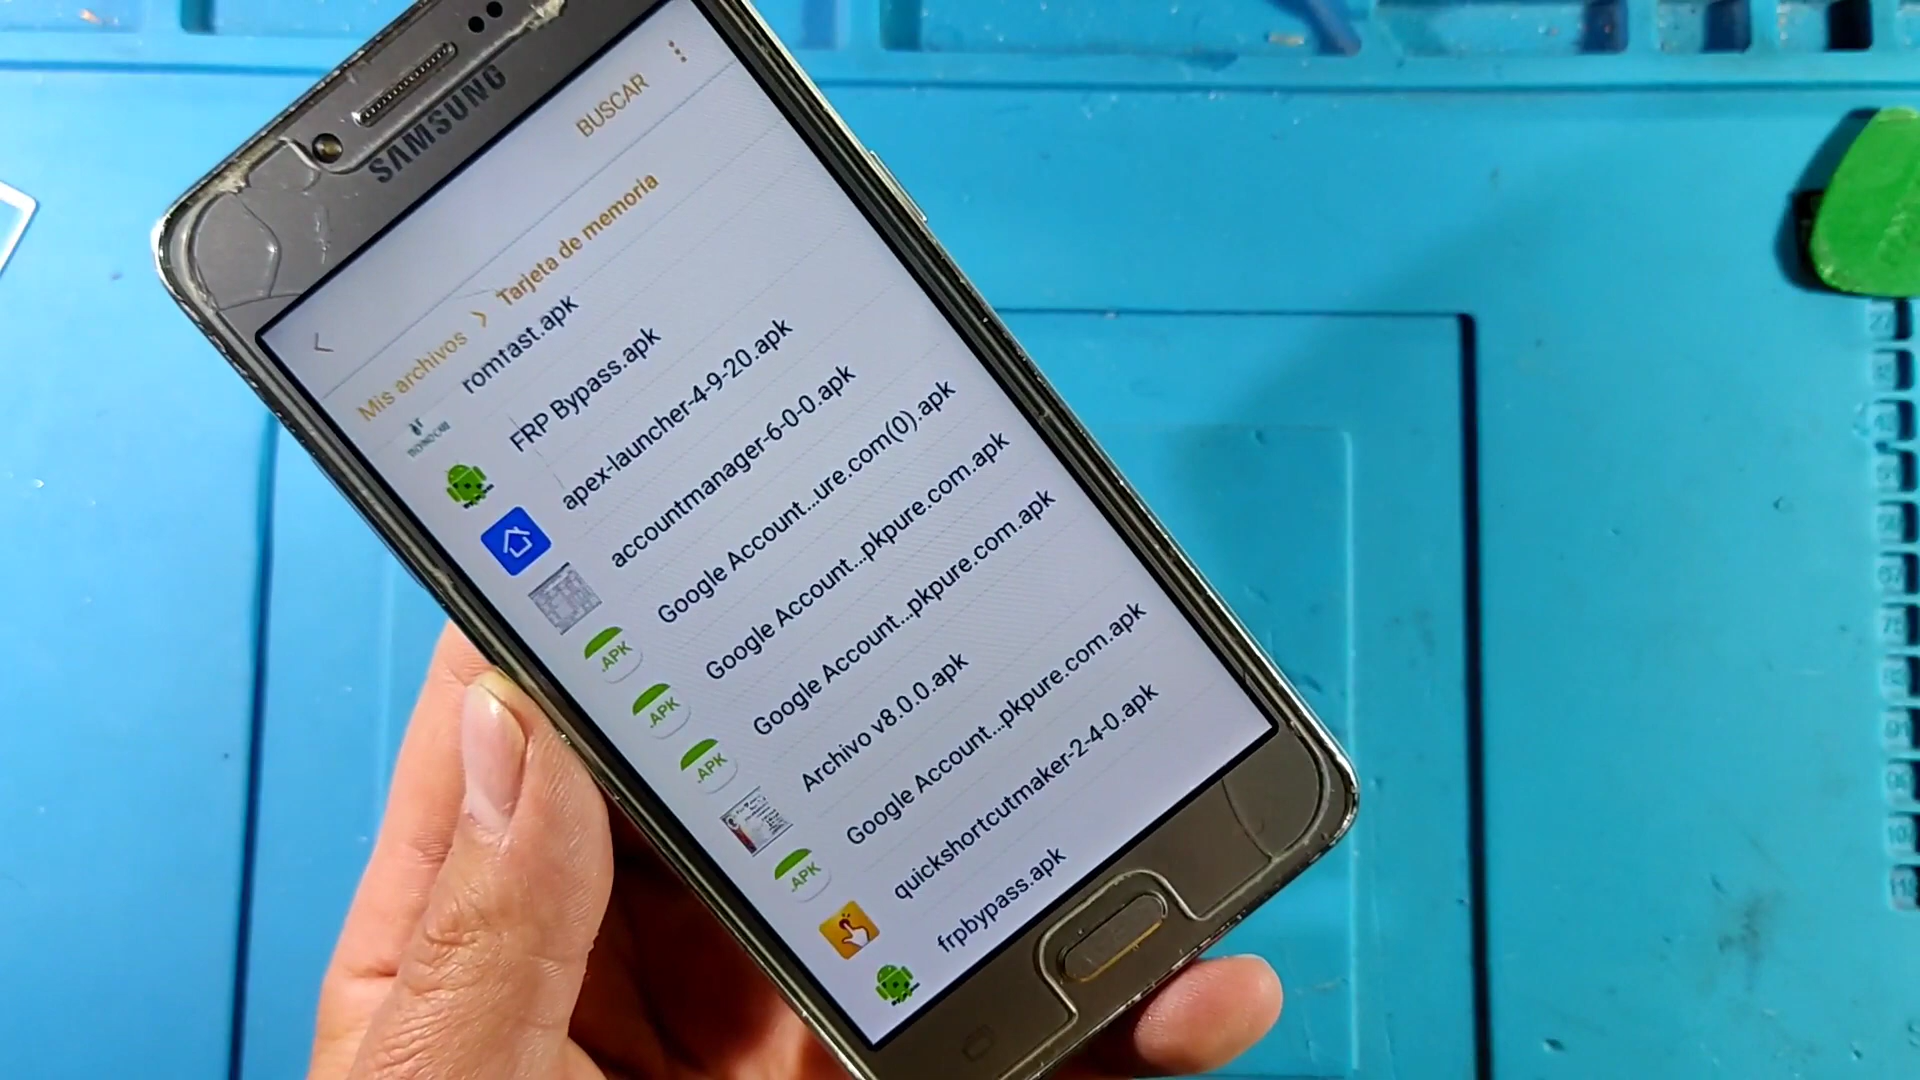 SAMSUNG
BUSCAR
Mis archivos > Tarjeta de memoria
romfast.apk
FRP Bypass.apk
apex-launcher-4-9-20.apk
accountmanager-6-0-0.apk
.APK
Google Account...ure.com(0).apk
.APK
Google Account...pkpure.com.apk
.APK
Google Account...pkpure.com.apk
Archivo v8.0.0.apk
.APK
Google Account...pkpure.com.apk
quickshortcutmaker-2-4-0.apk
frpbypass.apk